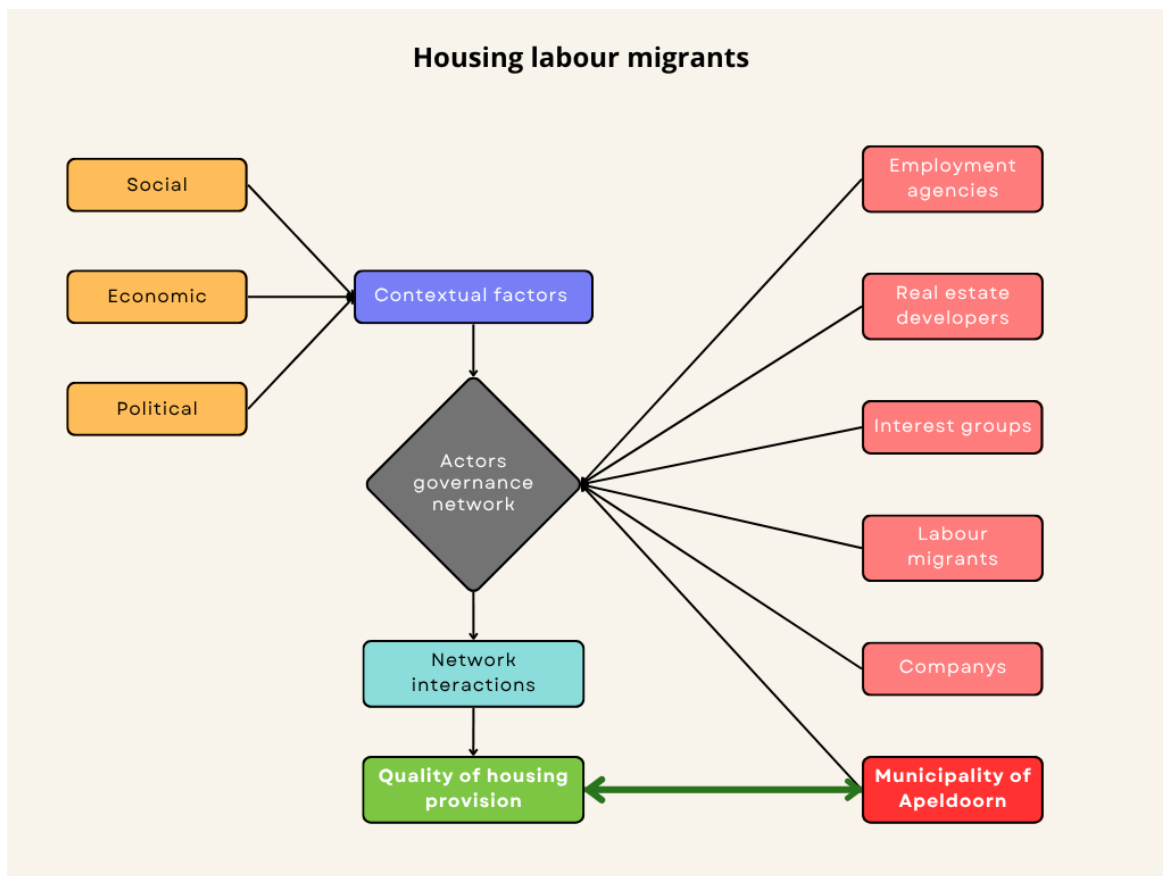 Housing labour migrants
Social
Economic
Political
Contextual factors
Actors
governance
network
Network
interactions
Quality of housing
provision
Employment
agencies
Real estate
developers
Interest groups
Labour
migrants
Companys
Municipality of
Apeldoorn